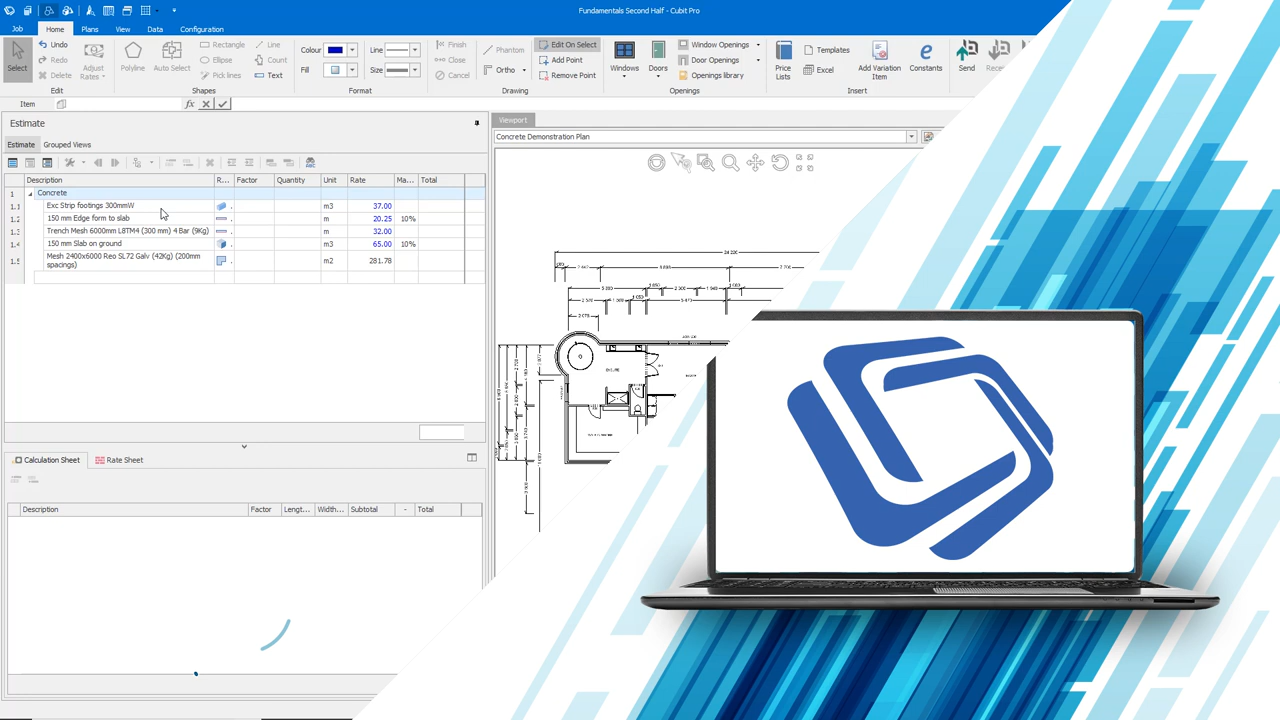 Fundamentals Second Half - Cubit Pro
Job Home Plans View Data Configuration
Select
Undo
Redo
Delete
Adjust Rates
Edit
Polyline
Auto Select
Rectangle
Ellipse
Pick lines
Line
Count
Text
Shapes
Colour
Fill
Line
Size
Format
Finish
Close
Cancel
Phantom
Ortho
Edit On Select
Add Point
Remove Point
Drawing
Windows
Doors
Window Openings
Door Openings
Openings library
Openings
Price Lists
Templates
Excel
Add Variation Item
Constants
Insert
Send
Item fx
Estimate
Estimate Grouped Views
Description R... Factor Quantity Unit Rate Ma... Total
1 Concrete
1.1 Exc Strip footings 300mmW m3 37.00
1.2 150 mm Edge form to slab m 20.25 10%
1.3 Trench Mesh 6000mm L8TM4 (300 mm) 4 Bar (9Kg) m 32.00
1.4 150 mm Slab on ground m3 65.00 10%
1.5 Mesh 2400x6000 Reo SL72 Galv (42Kg) (200mm spacings) m2 281.78
Calculation Sheet Rate Sheet
Description Factor Lengt... Width... Subtotal - Total
Viewport
Concrete Demonstration Plan